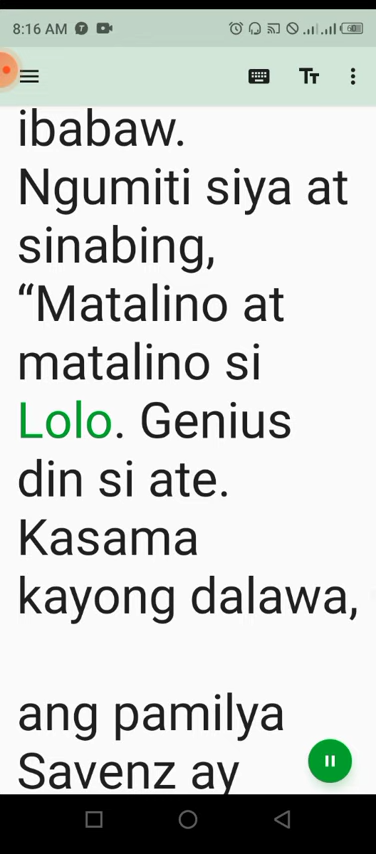 8:16 AM
ibabaw.
Ngumiti siya at
sinabing,
“Matalino at
matalino si
Lolo. Genius
din si ate.
Kasama
kayong dalawa,
ang pamilya
Savenz ay